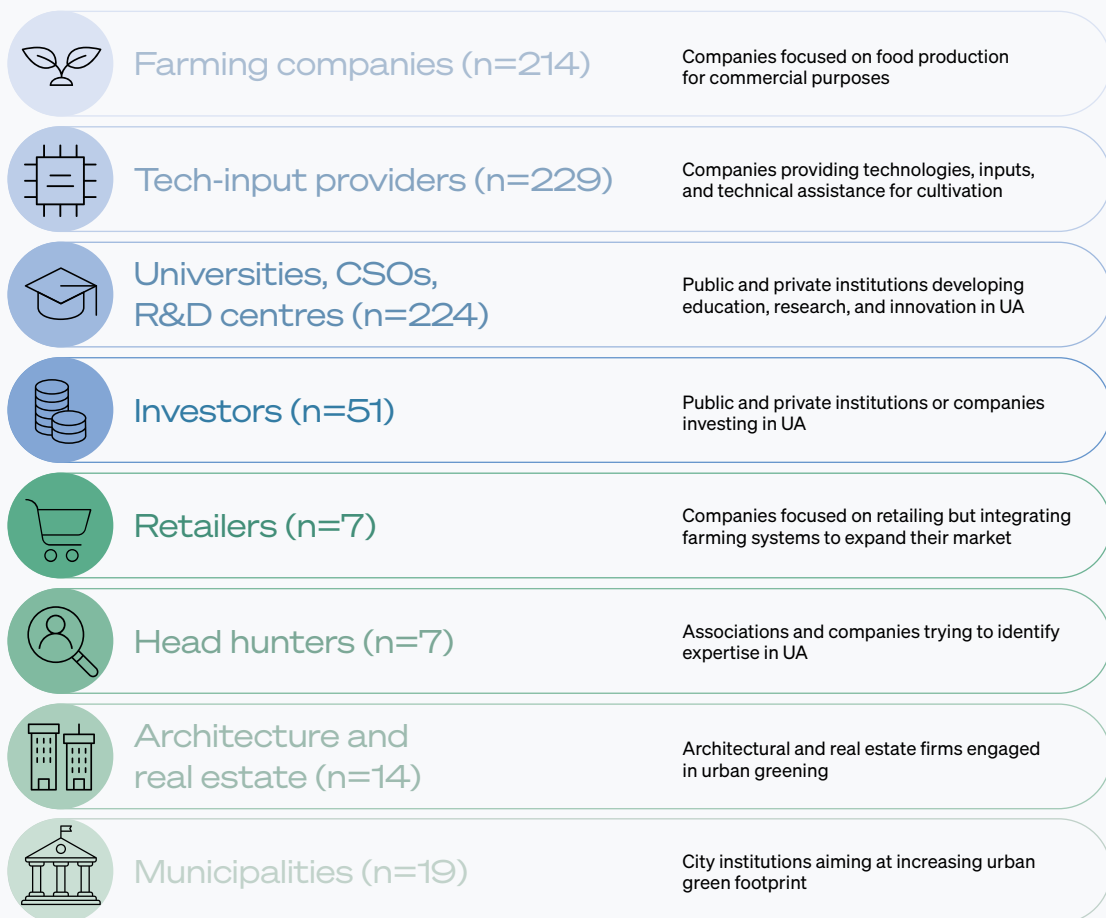 Farming companies (n=214)
Companies focused on food production
for commercial purposes
Tech-input providers (n=229)
Companies providing technologies, inputs,
and technical assistance for cultivation
Universities, CSOs,
R&D centres (n=224)
Public and private institutions developing
education, research, and innovation in UA
Investors (n=51)
Public and private institutions or companies
investing in UA
Retailers (n=7)
Companies focused on retailing but integrating
farming systems to expand their market
Head hunters (n=7)
Associations and companies trying to identify
expertise in UA
Architecture and
real estate (n=14)
Architectural and real estate firms engaged
in urban greening
Municipalities (n=19)
City institutions aiming at increasing urban
green footprint